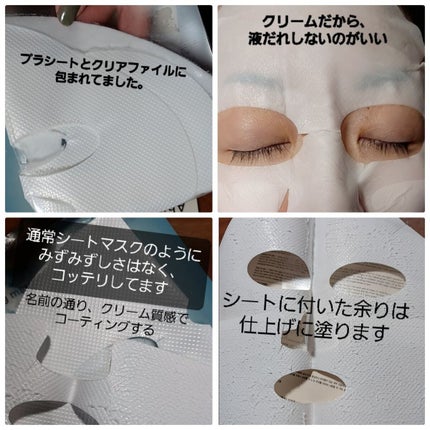 プラシートとクリアファイルに
包まれてました。
クリームだから、
液だれしないのがいい
通常シートマスクのように
みずみずしさはなく、
コッテリしてます
名前の通り、クリーム質感で
コーティングする
シートに付いた余りは
仕上げに塗ります